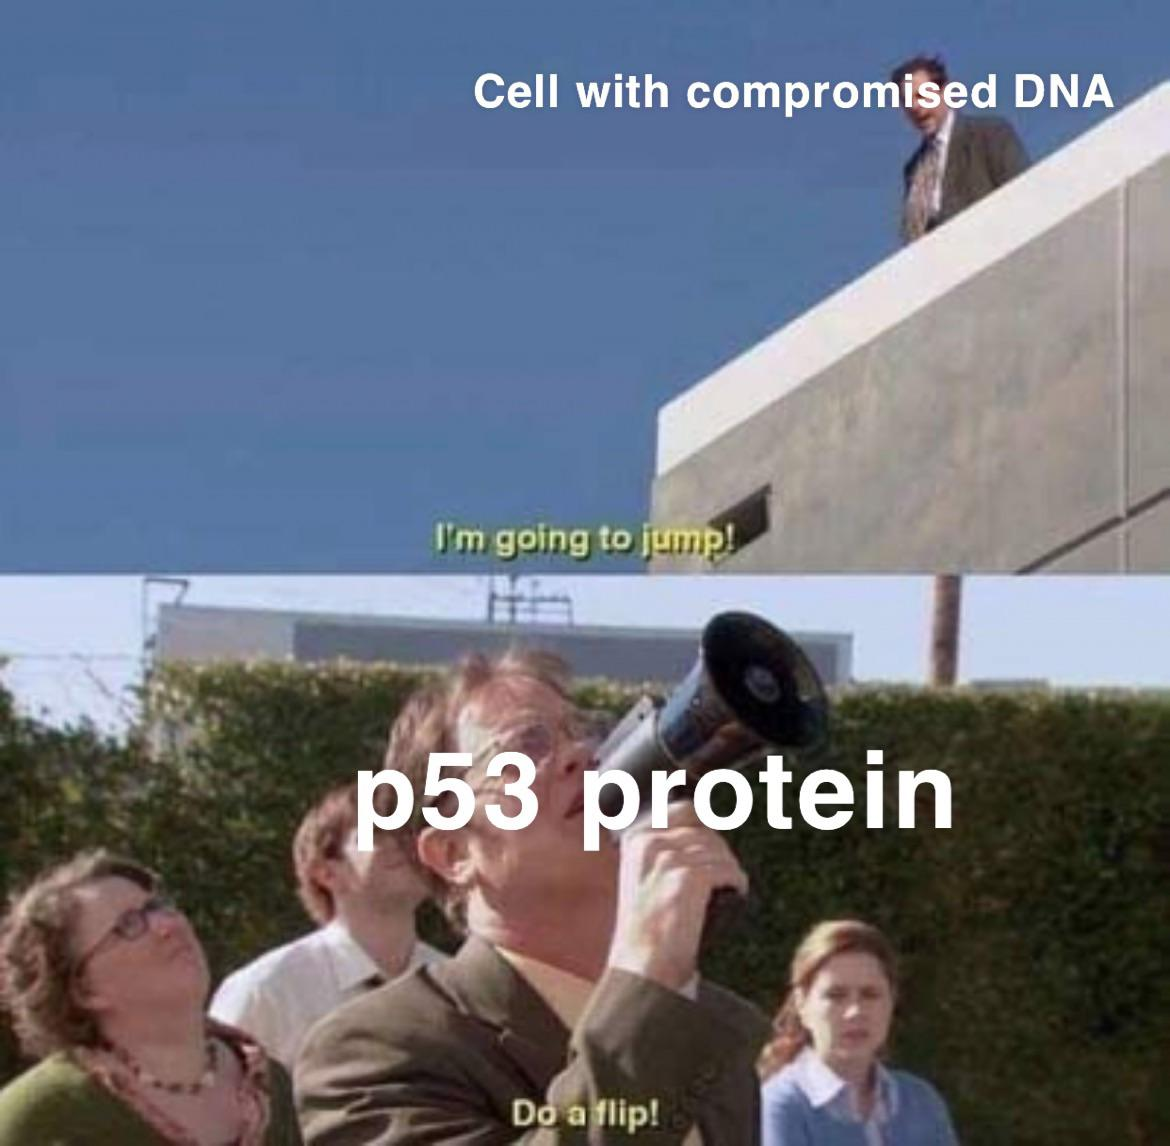 Cell with compromised DNA
I'm going to jump!
p53 protein
Do a flip!